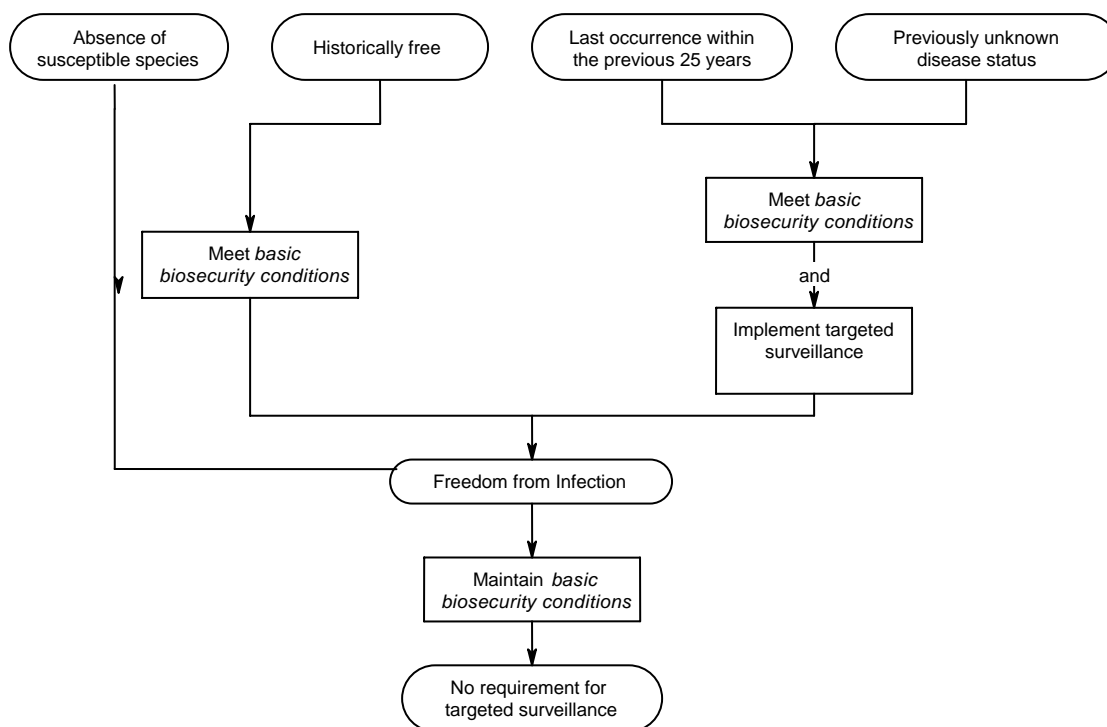 Absence of
susceptible species
Historically free
Last occurrence within
the previous 25 years
Previously unknown
disease status
Meet basic
biosecurity conditions
Meet basic
biosecurity conditions
and
Implement targeted
surveillance
Freedom from Infection
Maintain basic
biosecurity conditions
No requirement for
targeted surveillance